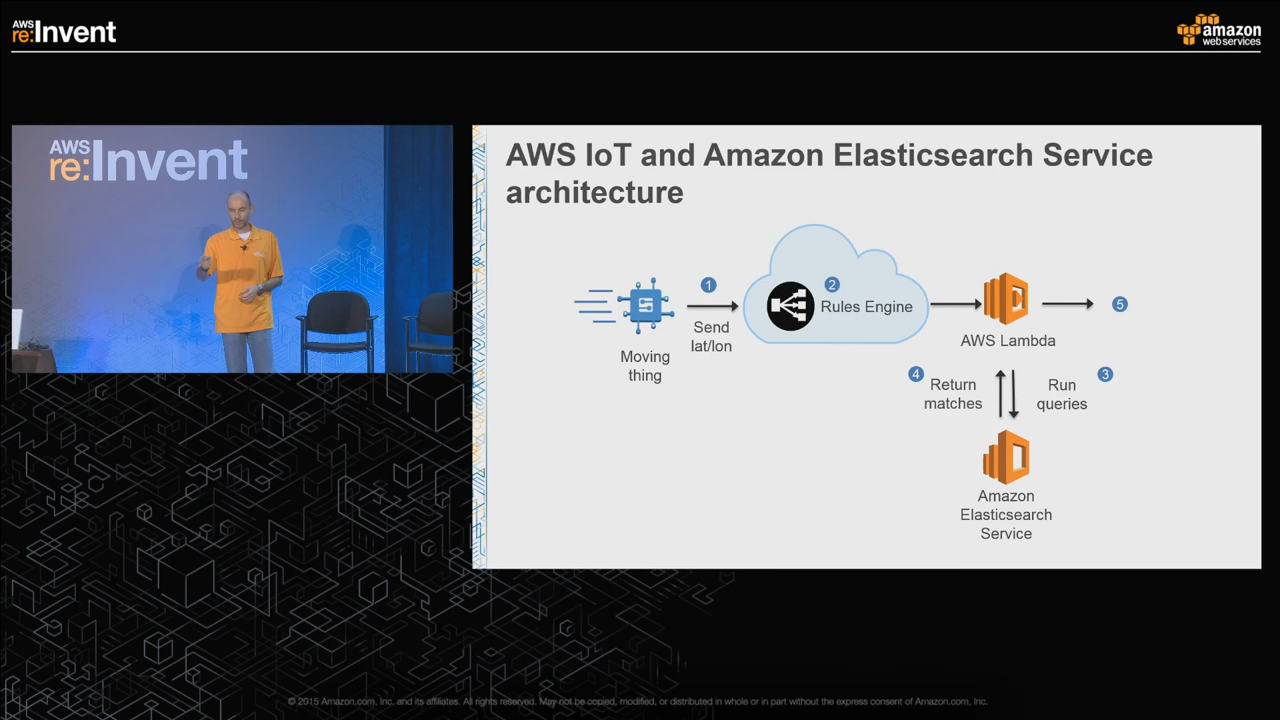 AWS
re:Invent
amazon
web services
AWS
re:Invent
AWS IoT and Amazon Elasticsearch Service
architecture
1
2
Rules Engine
5
Send
lat/lon
AWS Lambda
Moving
thing
4
3
Return
matches
Run
queries
Amazon
Elasticsearch
Service
© 2015 Amazon.com, Inc. and its affiliates. All rights reserved. May not be copied, modified, or distributed in whole or in part without the express consent of Amazon.com, Inc.